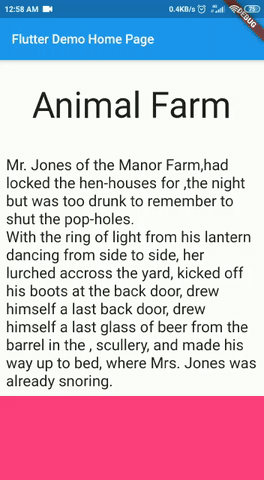 12:58 AM 0.4KB/s 75
DEBUG
Flutter Demo Home Page
Animal Farm
Mr. Jones of the Manor Farm,had
locked the hen-houses for ,the night
but was too drunk to remember to
shut the pop-holes.
With the ring of light from his lantern
dancing from side to side, her
lurched accross the yard, kicked off
his boots at the back door, drew
himself a last back door, drew
himself a last glass of beer from the
barrel in the , scullery, and made his
way up to bed, where Mrs. Jones was
already snoring.